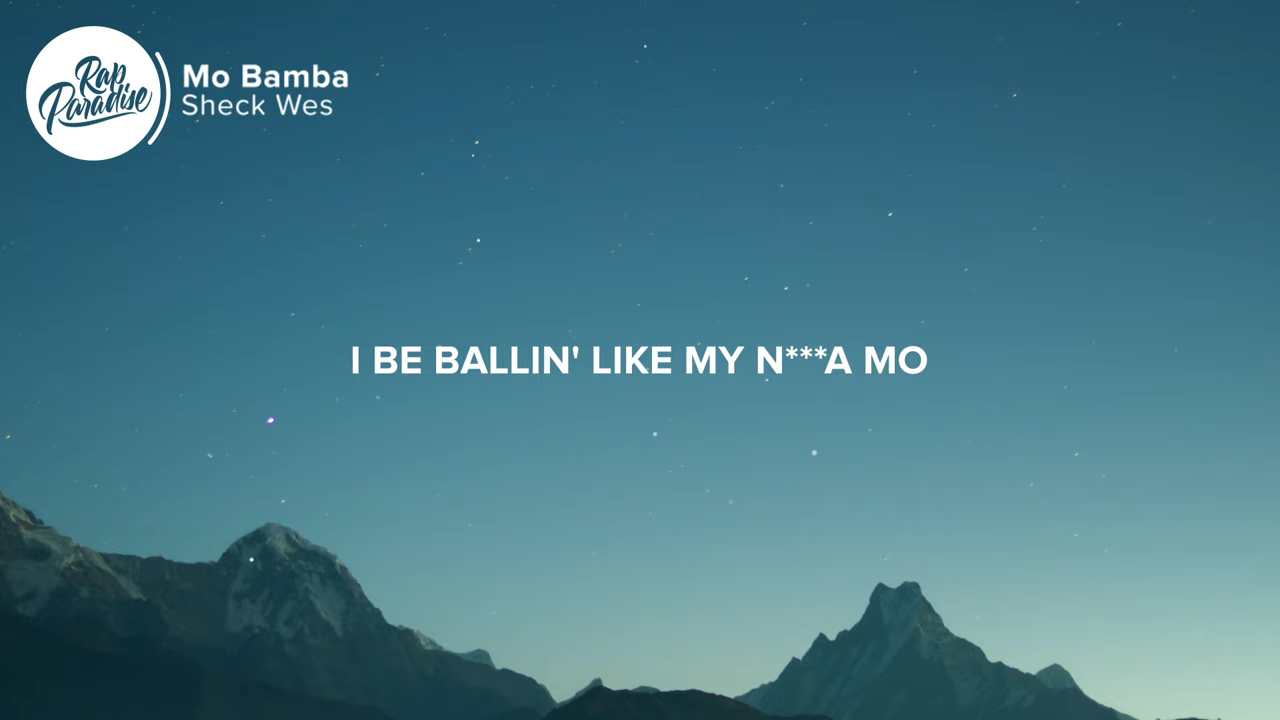 Rap
Paradise
Mo Bamba
Sheck Wes
I BE BALLIN' LIKE MY N***A MO